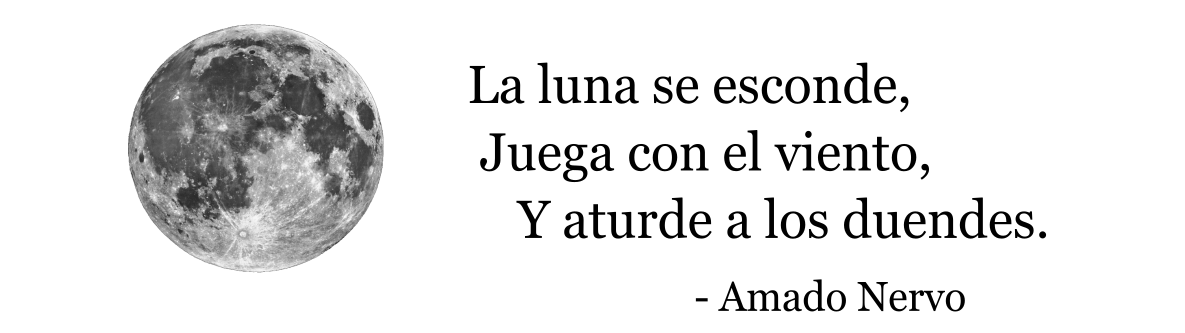 La luna se esconde,
Juega con el viento,
Y aturde a los duendes.
- Amado Nervo